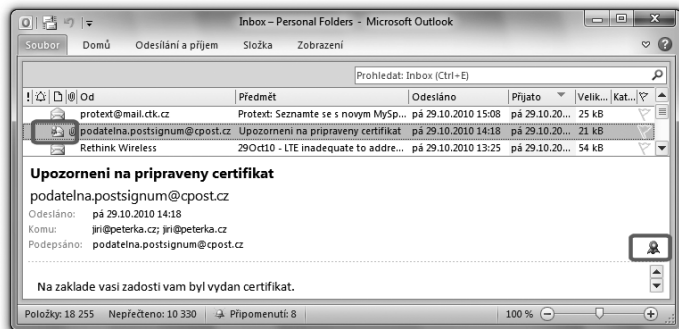 Inbox – Personal Folders - Microsoft Outlook
Soubor Domů Odesílání a příjem Složka Zobrazení
Prohledat: Inbox (Ctrl+E)
! Od Předmět Odesláno Přijato Velik... Kat...
protext@mail.ctk.cz Protext: Seznamte se s novym MySp... pá 29.10.2010 15:08 pá 29.10.20... 25 kB
podatelna.postsignum@cpost.cz Upozorneni na pripraveny certifikat pá 29.10.2010 14:18 pá 29.10.20... 21 kB
Rethink Wireless 29Oct10 - LTE inadequate to addre... pá 29.10.2010 13:25 pá 29.10.20... 54 kB
Upozorneni na pripraveny certifikat
podatelna.postsignum@cpost.cz
Odesláno: pá 29.10.2010 14:18
Komu: jiri@peterka.cz; jiri@peterka.cz
Podepsáno: podatelna.postsignum@cpost.cz
Na zaklade vasi zadosti vam byl vydan certifikat.
Položky: 18 255 Nepřečteno: 10 330 Připomenutí: 8 100 %